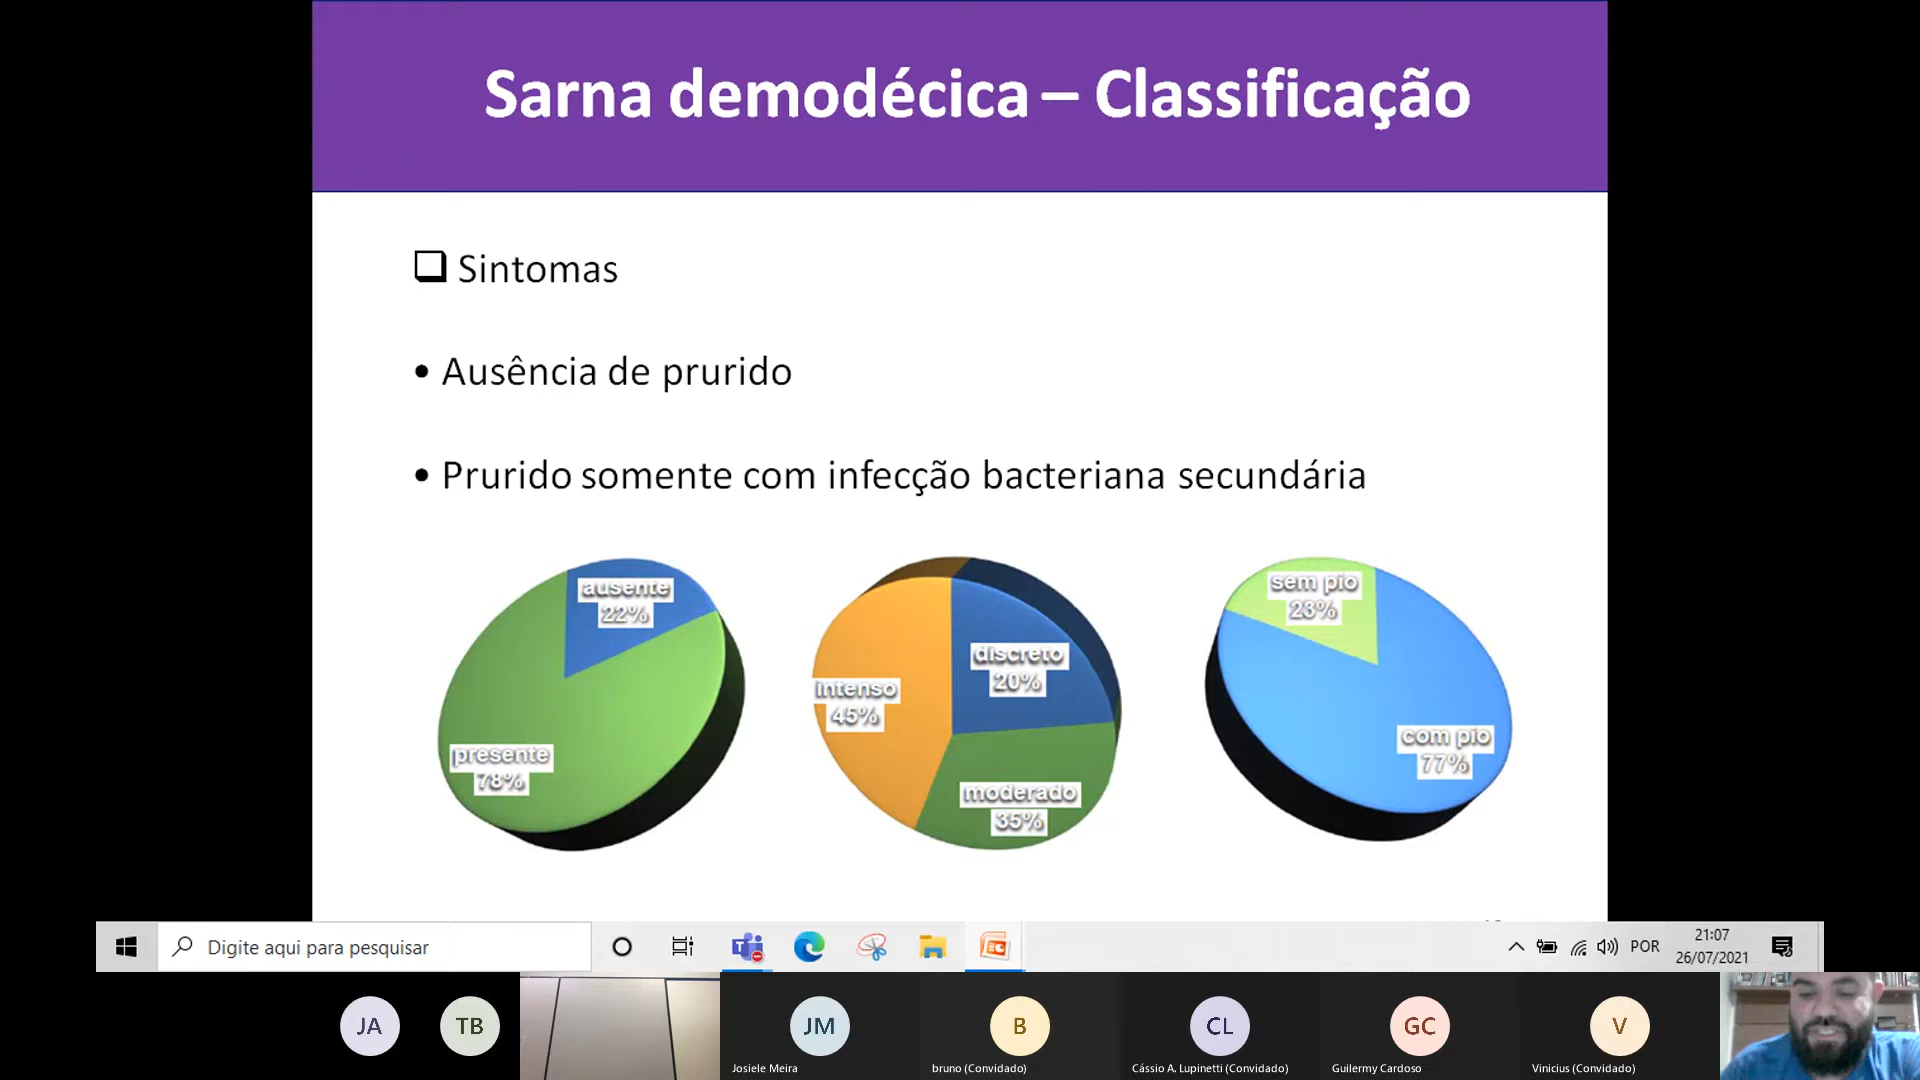 Sarna demodécica – Classificação
Sintomas
• Ausência de prurido
• Prurido somente com infecção bacteriana secundária
ausente
22%
presente
78%
intenso
45%
discreto
20%
moderado
35%
sem pio
23%
com pio
77%
Digite aqui para pesquisar
POR
21:07
26/07/2021
JA
TB
JM
Josiele Meira
B
bruno (Convidado)
CL
Cássio A. Lupinetti (Convidado)
GC
Guilermy Cardoso
V
Vinicius (Convidado)